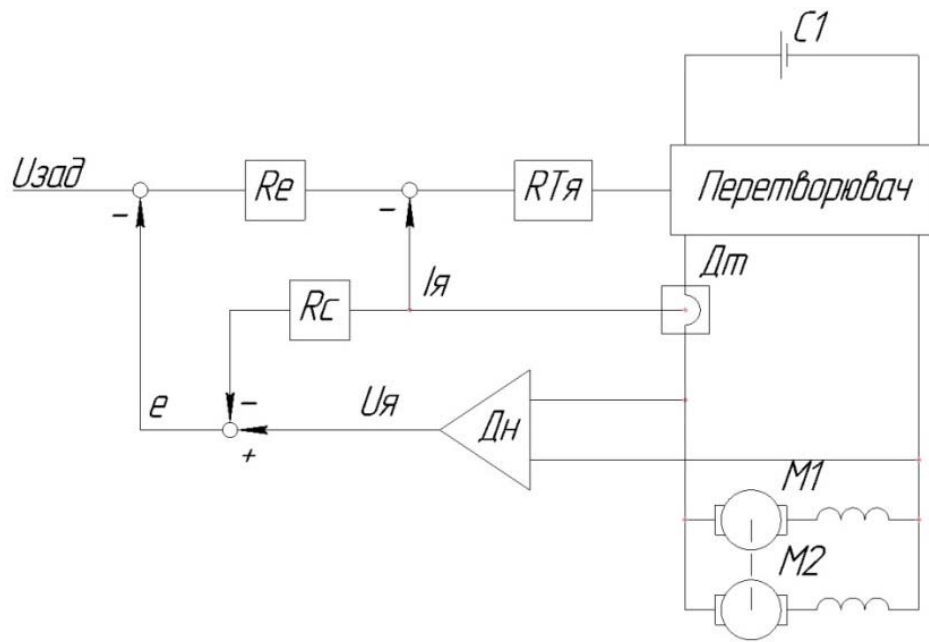 C1
Uзад
-
Re
-
RTя
Перетворювач
Дт
Iя
Rc
-
e
Uя
+
Дн
M1
M2